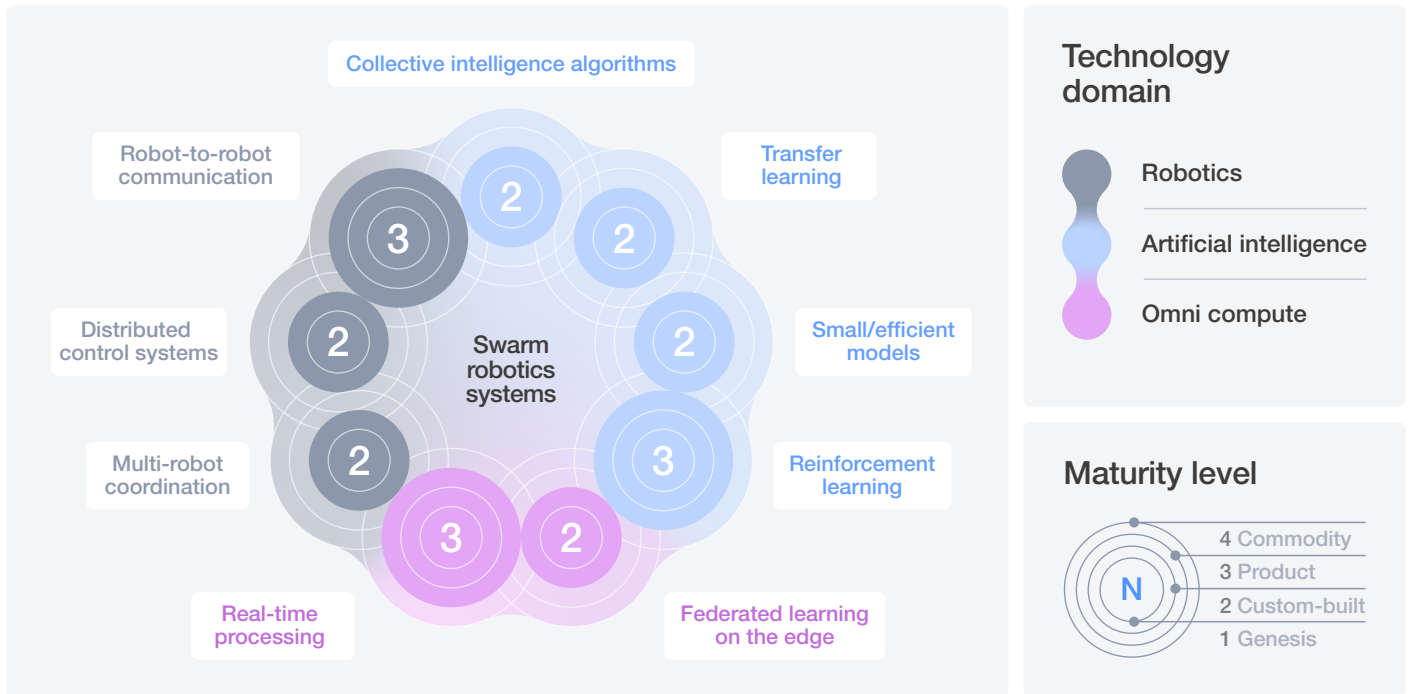 Collective intelligence algorithms
Robot-to-robot
communication
Transfer
learning
3
2
2
Distributed
control systems
2
Swarm
robotics
systems
2
Small/efficient
models
Multi-robot
coordination
2
3
Reinforcement
learning
3
2
Real-time
processing
Federated learning
on the edge
Technology
domain
Robotics
Artificial intelligence
Omni compute
Maturity level
N
4 Commodity
3 Product
2 Custom-built
1 Genesis